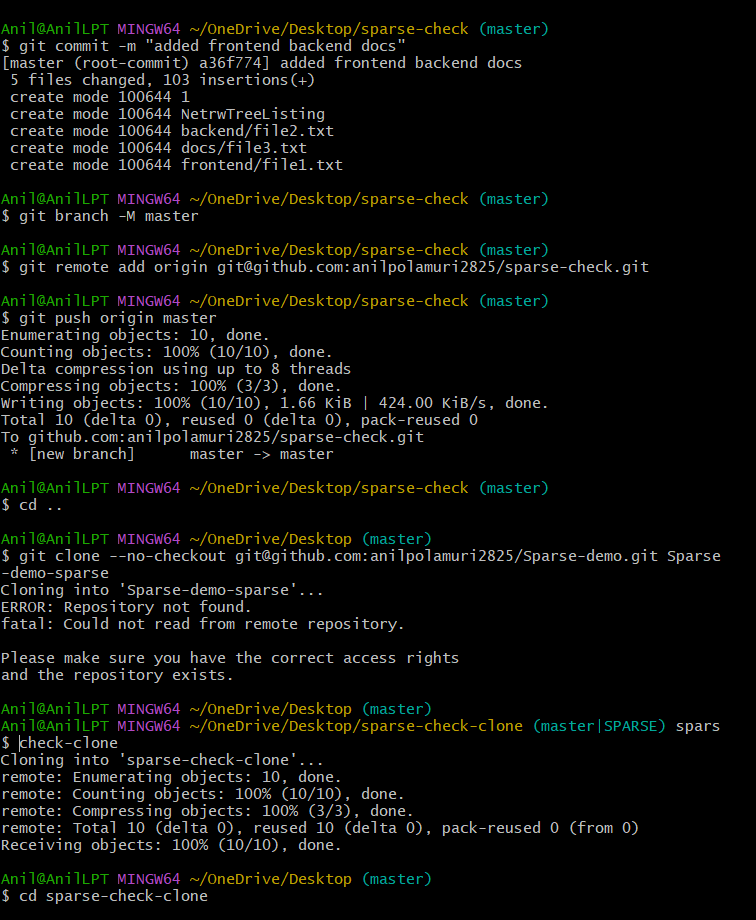 Anil@AnilLPT MINGW64 ~/OneDrive/Desktop/sparse-check (master)
$ git commit -m "added frontend backend docs"
[master (root-commit) a36f774] added frontend backend docs
 5 files changed, 103 insertions(+)
 create mode 100644 1
 create mode 100644 NetrwTreeListing
 create mode 100644 backend/file2.txt
 create mode 100644 docs/file3.txt
 create mode 100644 frontend/file1.txt

Anil@AnilLPT MINGW64 ~/OneDrive/Desktop/sparse-check (master)
$ git branch -M master

Anil@AnilLPT MINGW64 ~/OneDrive/Desktop/sparse-check (master)
$ git remote add origin git@github.com:anilpolamuri2825/sparse-check.git

Anil@AnilLPT MINGW64 ~/OneDrive/Desktop/sparse-check (master)
$ git push origin master
Enumerating objects: 10, done.
Counting objects: 100% (10/10), done.
Delta compression using up to 8 threads
Compressing objects: 100% (3/3), done.
Writing objects: 100% (10/10), 1.66 KiB | 424.00 KiB/s, done.
Total 10 (delta 0), reused 0 (delta 0), pack-reused 0
To github.com:anilpolamuri2825/sparse-check.git
 * [new branch]      master -> master

Anil@AnilLPT MINGW64 ~/OneDrive/Desktop/sparse-check (master)
$ cd ..

Anil@AnilLPT MINGW64 ~/OneDrive/Desktop (master)
$ git clone --no-checkout git@github.com:anilpolamuri2825/Sparse-demo.git Sparse
-demo-sparse
Cloning into 'Sparse-demo-sparse'...
ERROR: Repository not found.
fatal: Could not read from remote repository.

Please make sure you have the correct access rights
and the repository exists.

Anil@AnilLPT MINGW64 ~/OneDrive/Desktop (master)
Anil@AnilLPT MINGW64 ~/OneDrive/Desktop/sparse-check-clone (master|SPARSE) spars
$ check-clone
Cloning into 'sparse-check-clone'...
remote: Enumerating objects: 10, done.
remote: Counting objects: 100% (10/10), done.
remote: Compressing objects: 100% (3/3), done.
remote: Total 10 (delta 0), reused 10 (delta 0), pack-reused 0 (from 0)
Receiving objects: 100% (10/10), done.

Anil@AnilLPT MINGW64 ~/OneDrive/Desktop (master)
$ cd sparse-check-clone